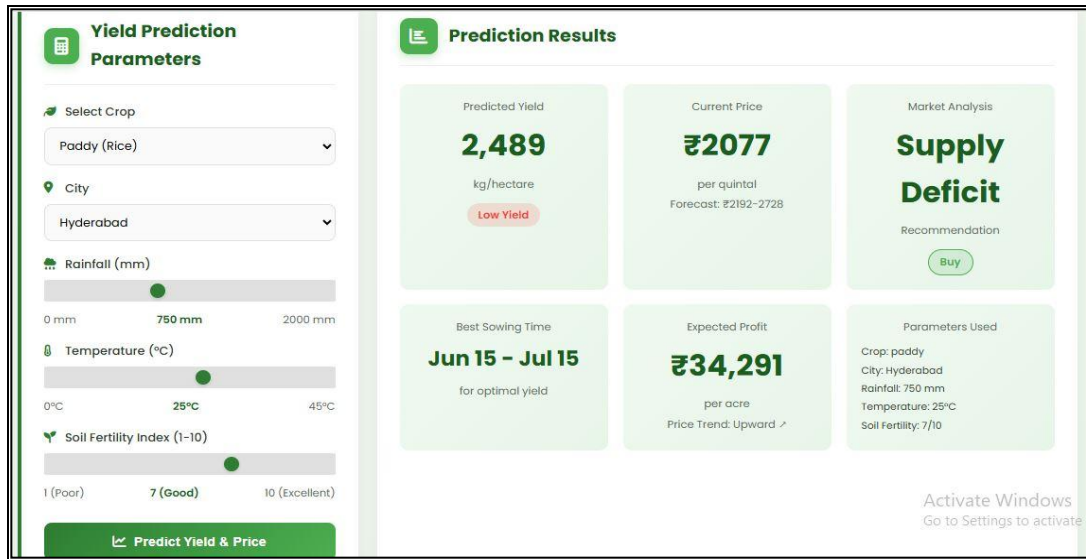 Yield Prediction
Parameters
Select Crop
Paddy (Rice)
City
Hyderabad
Rainfall (mm)
0 mm 750 mm 2000 mm
Temperature (°C)
0°C 25°C 45°C
Soil Fertility Index (1-10)
1 (Poor) 7 (Good) 10 (Excellent)
Predict Yield & Price
Prediction Results
Predicted Yield
2,489
kg/hectare
Low Yield
Current Price
₹2077
per quintal
Forecast: ₹2192-2728
Market Analysis
Supply
Deficit
Recommendation
Buy
Best Sowing Time
Jun 15 - Jul 15
for optimal yield
Expected Profit
₹34,291
per acre
Price Trend: Upward ↗
Parameters Used
Crop: paddy
City: Hyderabad
Rainfall: 750 mm
Temperature: 25°C
Soil Fertility: 7/10
Activate Windows
Go to Settings to activate